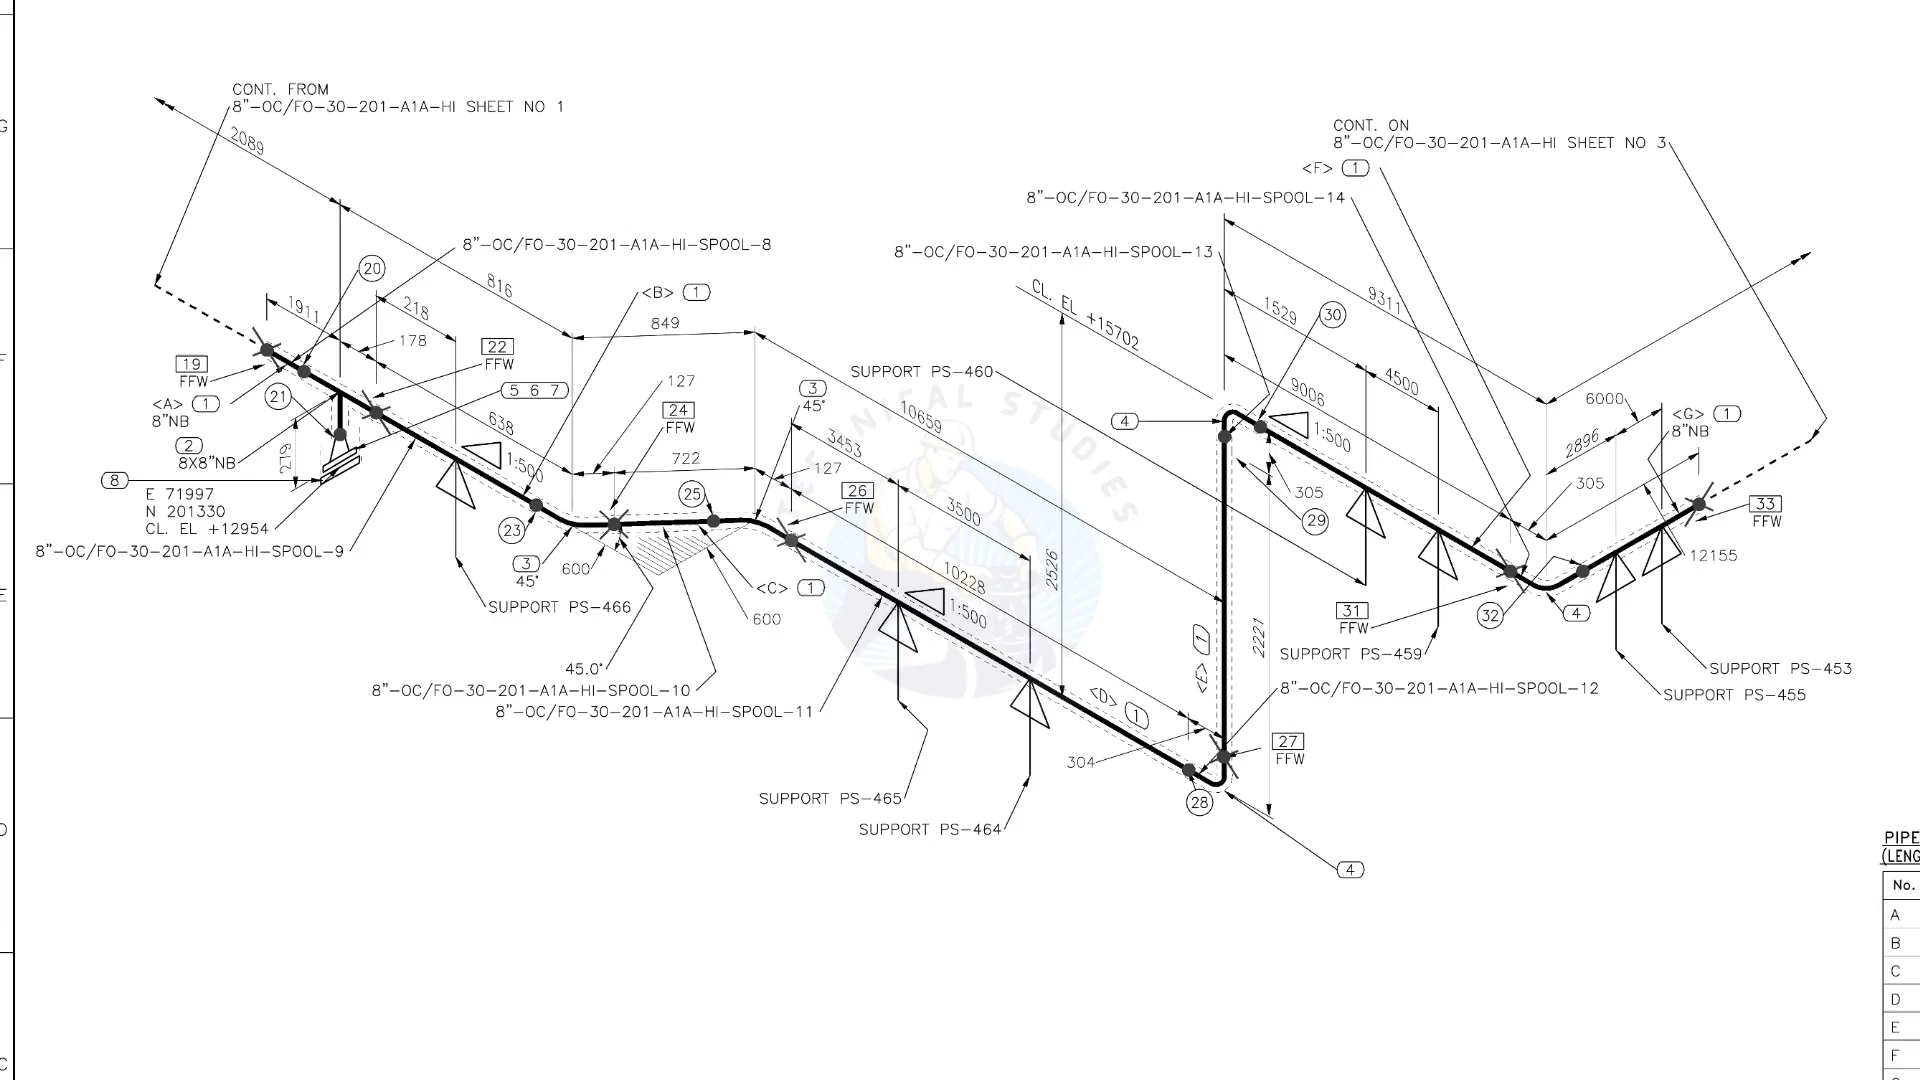 CONT. FROM
8"-OC/FO-30-201-A1A-HI SHEET NO 1
2089
CONT. ON
8"-OC/FO-30-201-A1A-HI SHEET NO 3
<F> 1
8"-OC/FO-30-201-A1A-HI-SPOOL-14
8"-OC/FO-30-201-A1A-HI-SPOOL-8
8"-OC/FO-30-201-A1A-HI-SPOOL-13
20
816
<B> 1
CL. EL +15702
9311
1911
218
849
1529
30
178
22
FFW
19
FFW
SUPPORT PS-460
4500
9006
5 6 7
127
3
45°
10659
6000
<G> 1
8"NB
<A> 1
8"NB
21
24
FFW
4
1:500
638
3453
2896
2
8X8"NB
279
1:500
722
127
8
E 71997
N 201330
CL. EL +12954
25
26
FFW
305
305
33
FFW
23
3500
29
8"-OC/FO-30-201-A1A-HI-SPOOL-9
3
45°
600
2526
12155
<C> 1
10228
SUPPORT PS-466
600
1:500
31
FFW
32
4
2221
<E> 1
SUPPORT PS-459
45.0°
SUPPORT PS-453
8"-OC/FO-30-201-A1A-HI-SPOOL-10
8"-OC/FO-30-201-A1A-HI-SPOOL-12
SUPPORT PS-455
8"-OC/FO-30-201-A1A-HI-SPOOL-11
<D> 1
27
FFW
304
SUPPORT PS-465
28
SUPPORT PS-464
4
TECHNICAL STUDIES
PIPE
(LENG
No.
A
B
C
D
E
F
G
F
E
D
C